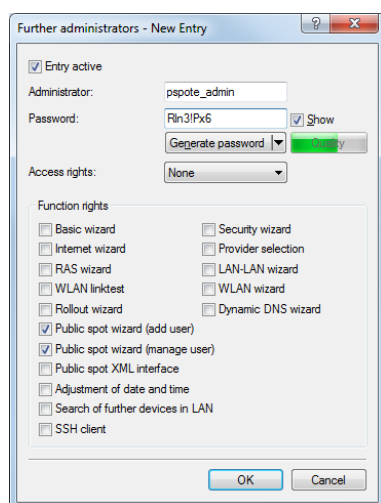 Further administrators - New Entry
Entry active
Administrator: pspote_admin
Password: Rln3!Px6 Show
Generate password Quality
Access rights: None
Function rights
Basic wizard Security wizard
Internet wizard Provider selection
RAS wizard LAN-LAN wizard
WLAN linktest WLAN wizard
Rollout wizard Dynamic DNS wizard
Public spot wizard (add user)
Public spot wizard (manage user)
Public spot XML interface
Adjustment of date and time
Search of further devices in LAN
SSH client
OK Cancel